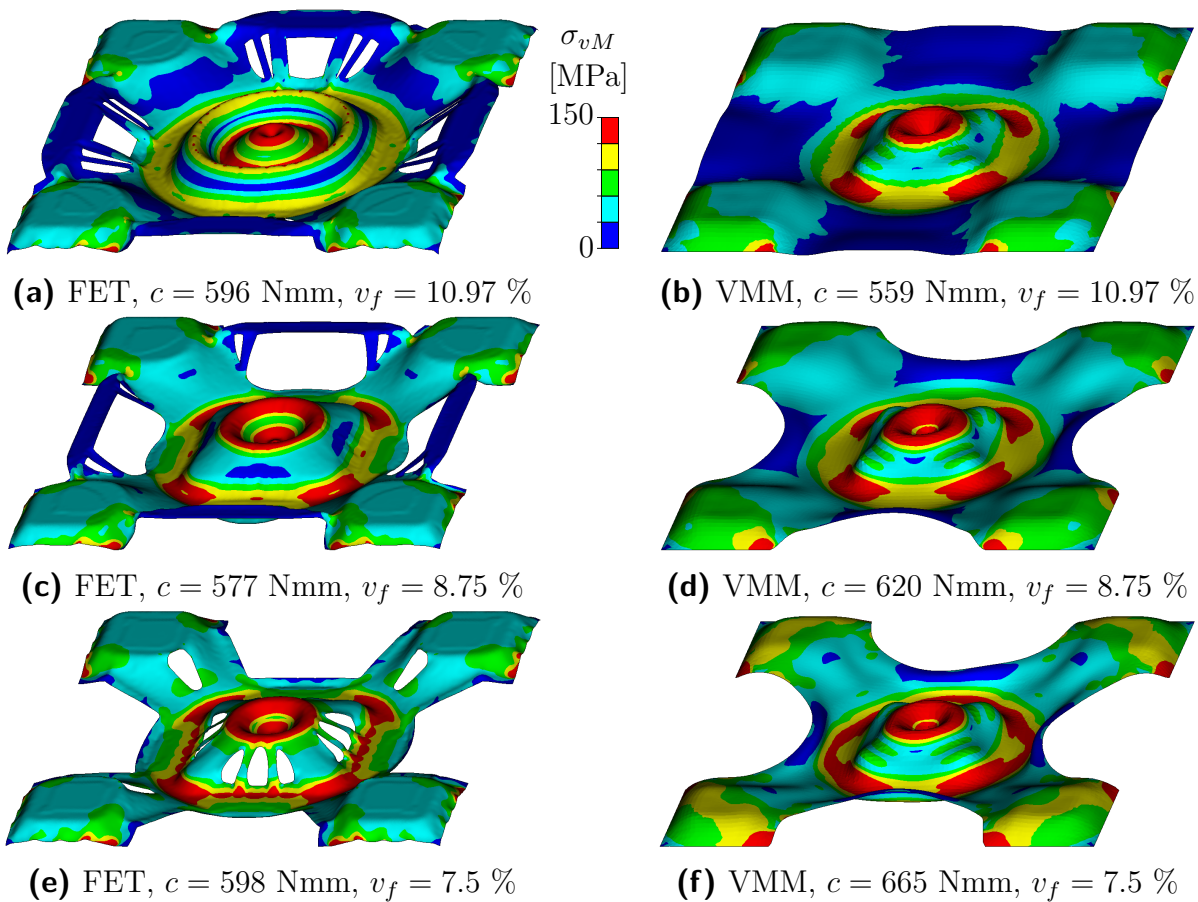 σvM
[MPa]
150
0
(a) FET, c = 596 Nmm, vf = 10.97 %
(b) VMM, c = 559 Nmm, vf = 10.97 %
(c) FET, c = 577 Nmm, vf = 8.75 %
(d) VMM, c = 620 Nmm, vf = 8.75 %
(e) FET, c = 598 Nmm, vf = 7.5 %
(f) VMM, c = 665 Nmm, vf = 7.5 %